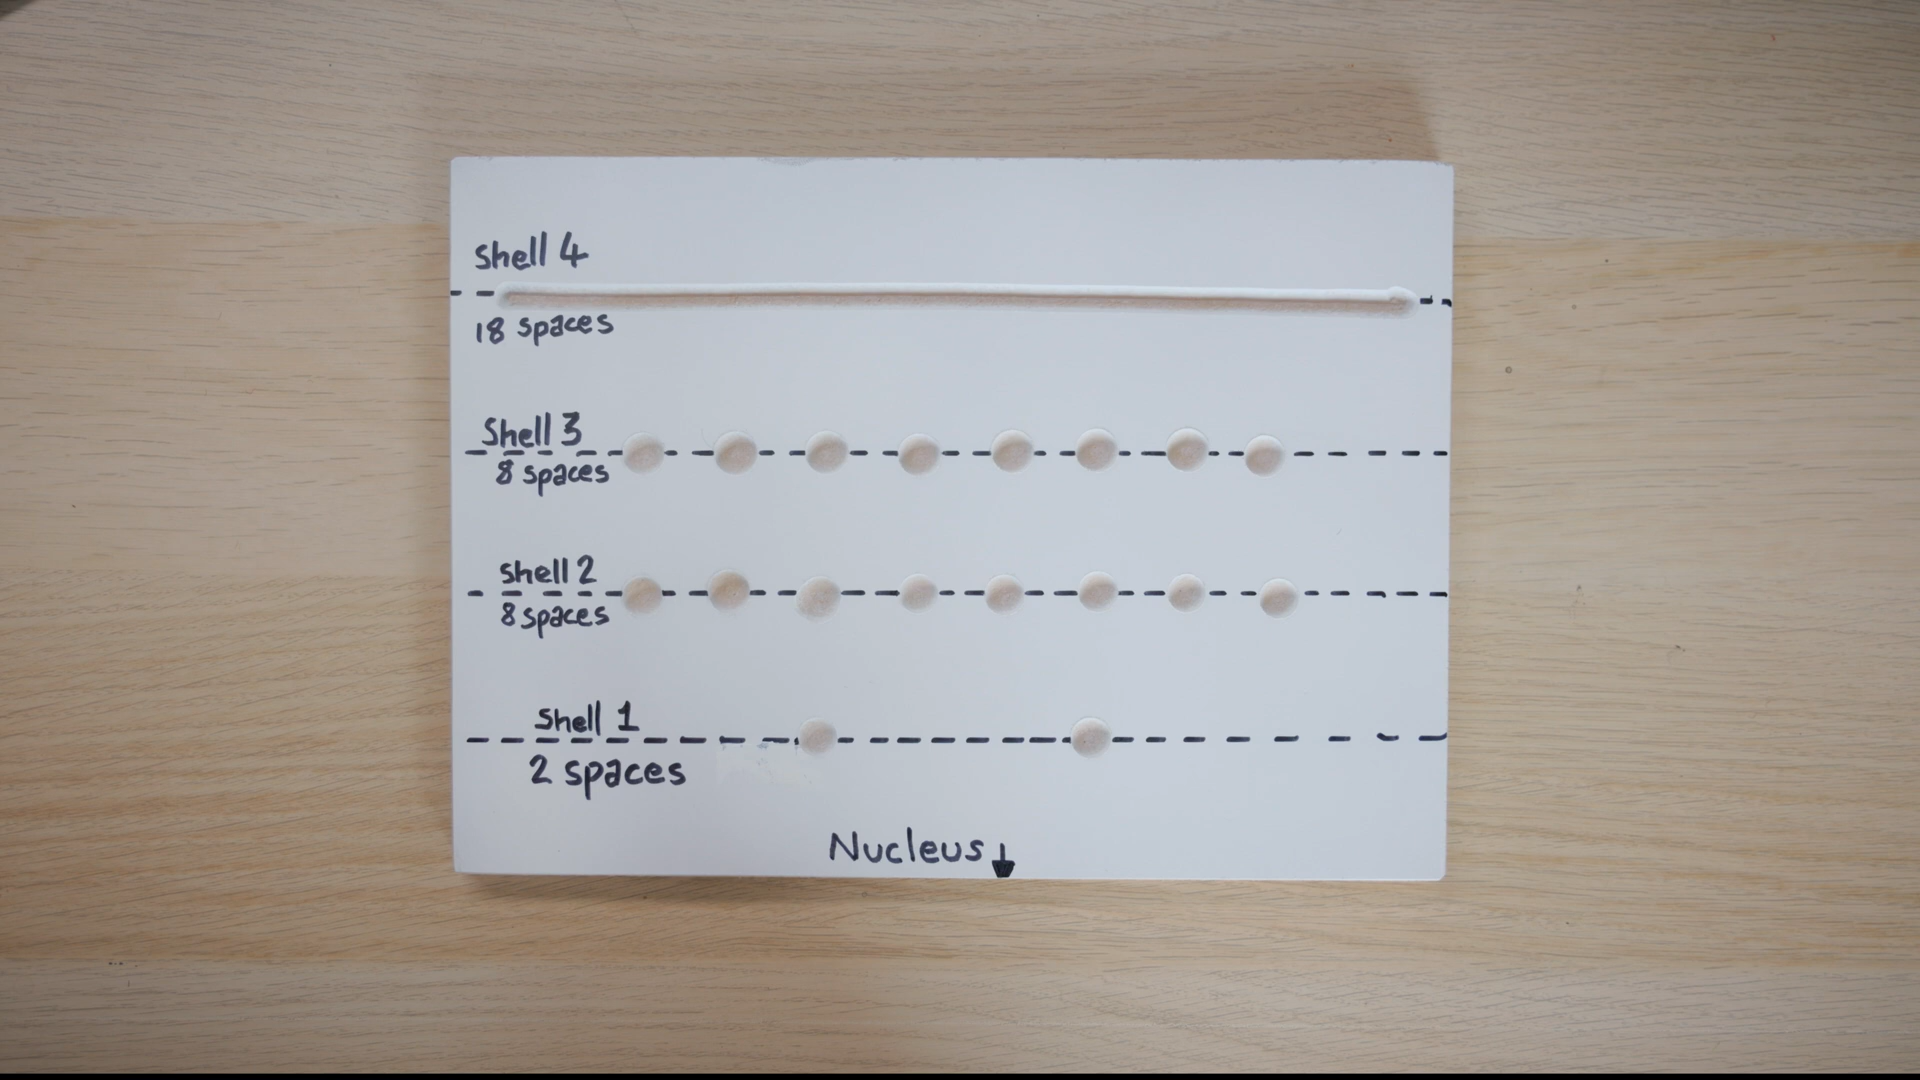 Shell 4
18 spaces
Shell 3
8 spaces
Shell 2
8 spaces
Shell 1
2 spaces
Nucleus